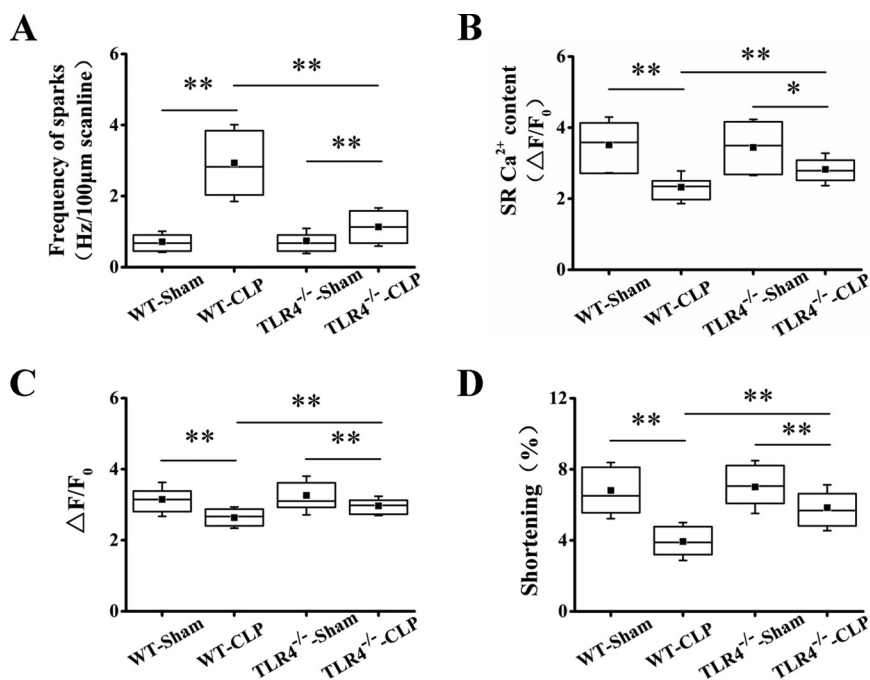 A
Frequency of sparks
(Hz/100μm scanline)
6
4
2
0
**
**
**
WT-Sham
WT-CLP
TLR4-/--Sham
TLR4-/--CLP
B
SR Ca2+ content
(△F/F0)
6
4
2
0
**
**
*
WT-Sham
WT-CLP
TLR4-/--Sham
TLR4-/--CLP
C
△F/F0
6
4
2
0
**
**
**
WT-Sham
WT-CLP
TLR4-/--Sham
TLR4-/--CLP
D
Shortening (%)
12
8
4
0
**
**
**
WT-Sham
WT-CLP
TLR4-/--Sham
TLR4-/--CLP